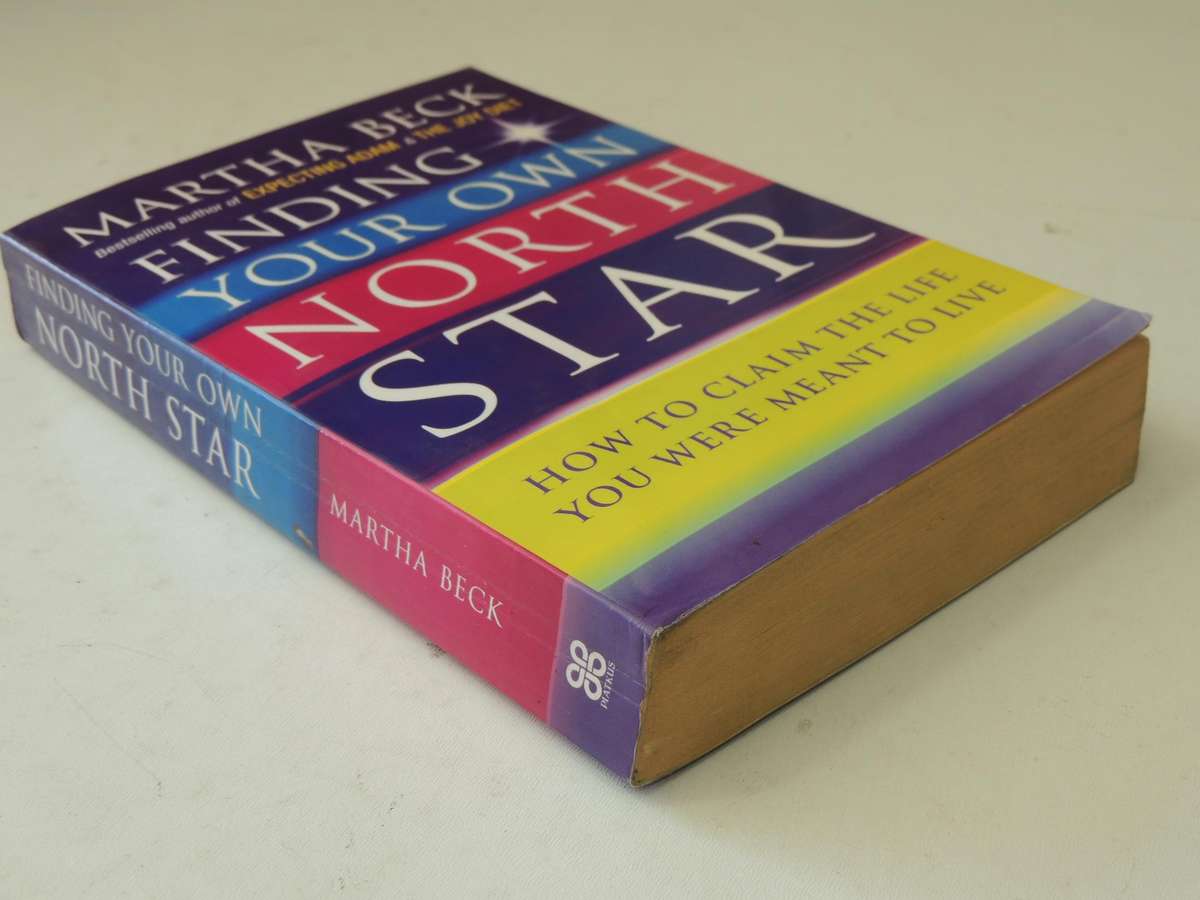 MARTHA BECK
Bestselling author of EXPECTING ADAM & THE JOY DIET
FINDING
YOUR OWN
NORTH
STAR
HOW TO CLAIM THE LIFE
YOU WERE MEANT TO LIVE
FINDING YOUR OWN
NORTH STAR
MARTHA BECK
PIATKUS